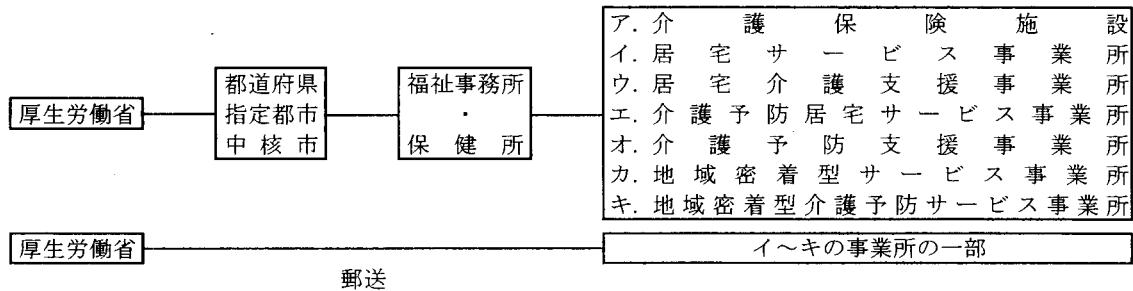 厚生労働省
都道府県
指定都市
中核市
福祉事務所
・
保健所
ア.介護保険施設
イ.居宅サービス事業所
ウ.居宅介護支援事業所
エ.介護予防居宅サービス事業所
オ.介護予防支援事業所
カ.地域密着型サービス事業所
キ.地域密着型介護予防サービス事業所
厚生労働省
郵送
イ～キの事業所の一部